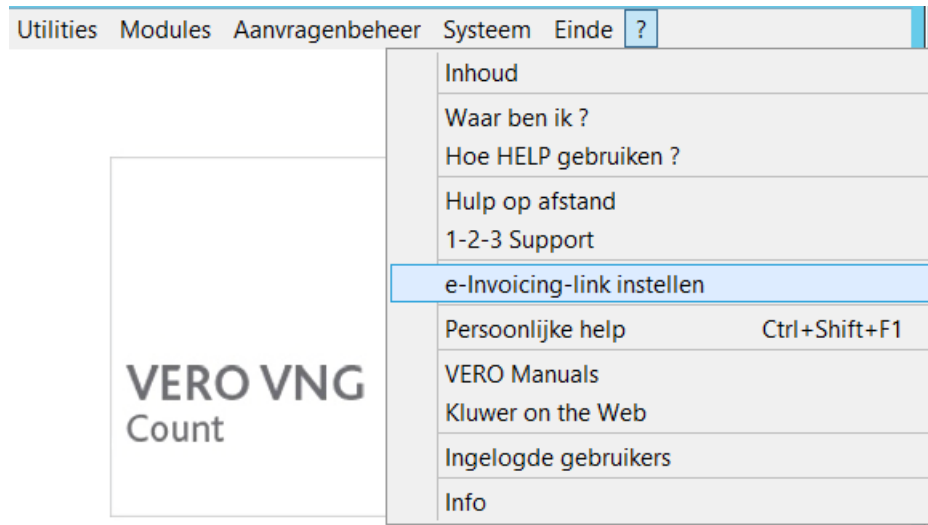 Utilities Modules Aanvragenbeheer Systeem Einde ?
Inhoud
Waar ben ik ?
Hoe HELP gebruiken ?
Hulp op afstand
1-2-3 Support
e-Invoicing-link instellen
Persoonlijke help Ctrl+Shift+F1
VERO Manuals
Kluwer on the Web
Ingelogde gebruikers
Info
VERO VNG
Count